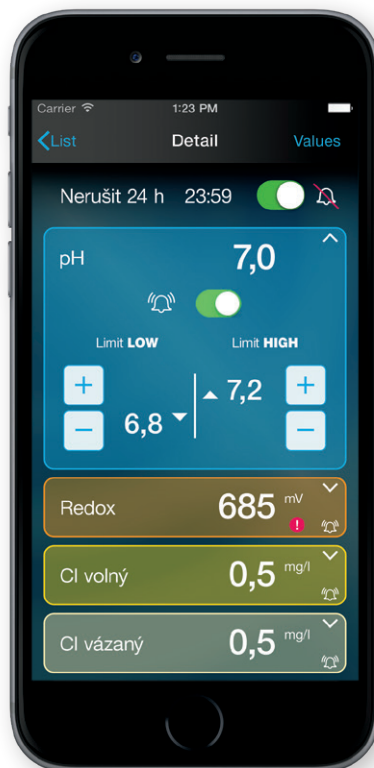 Carrier 1:23 PM
List Detail Values
Nerušit 24 h 23:59
pH 7,0
Limit LOW Limit HIGH
+ 7,2 +
− 6,8 −
Redox 685 mV
!
Cl volný 0,5 mg/l
Cl vázaný 0,5 mg/l